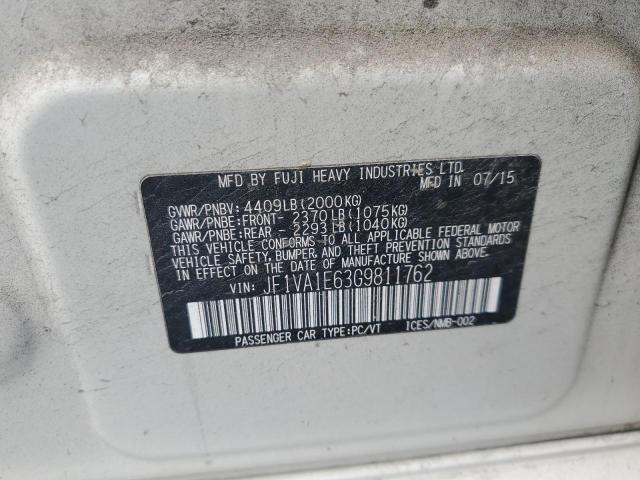 MFD BY FUJI HEAVY INDUSTRIES LTD.
MFD IN 07/15
GVWR/PNBV: 4409LB(2000KG)
GAWR/PNBE:FRONT- 2370LB(1075KG)
GAWR/PNBE:REAR -2293LB(1040KG)
THIS VEHICLE CONFORMS TO ALL APPLICABLE FEDERAL MOTOR
VEHICLE SAFETY, BUMPER, AND THEFT PREVENTION STANDARDS
IN EFFECT ON THE DATE OF MANUFACTURE SHOWN ABOVE.
VIN: JF1VA1E63G9811762
PASSENGER CAR TYPE:PC/VT ICES/NMB-002